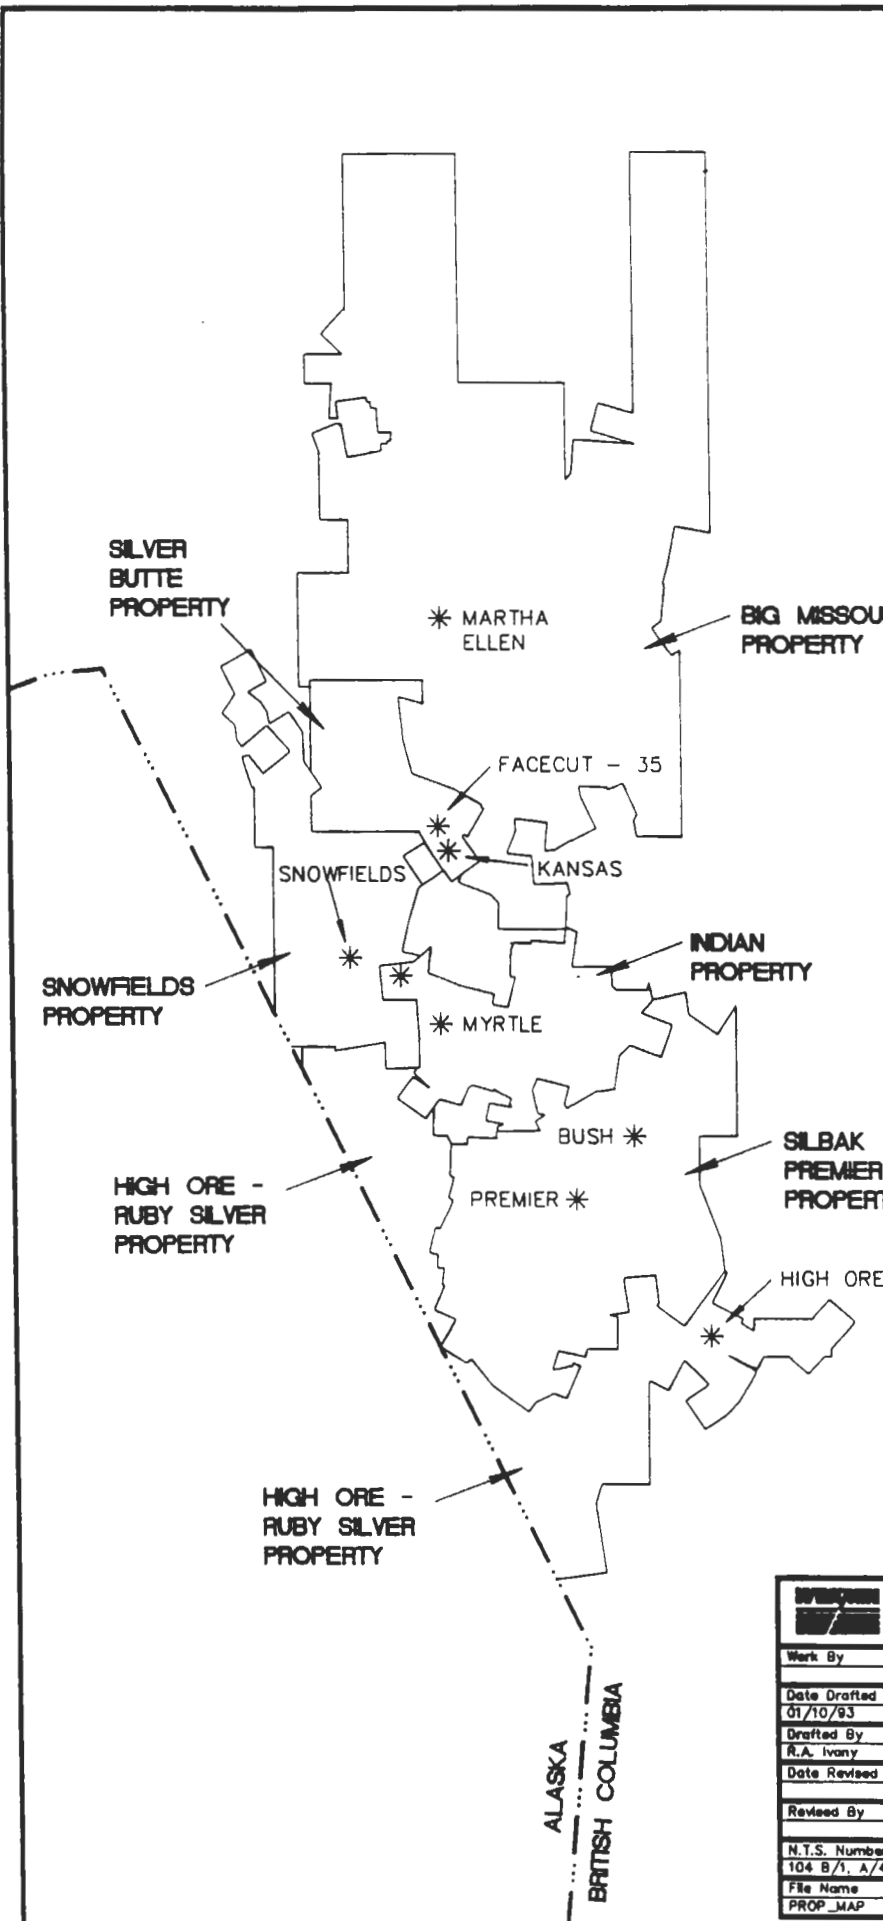 SILVER
BUTTE
PROPERTY
MARTHA
ELLEN
BIG MISSOU
PROPERTY
FACECUT - 35
SNOWFIELDS
KANSAS
INDIAN
PROPERTY
SNOWFIELDS
PROPERTY
MYRTLE
BUSH
SILBAK
PREMIER
PROPERT
HIGH ORE -
RUBY SILVER
PROPERTY
PREMIER
HIGH ORE
HIGH ORE -
RUBY SILVER
PROPERTY
ALASKA
BRITISH COLUMBIA
Work By
Date Drafted
01/10/93
Drafted By
R.A. Ivany
Date Revised
Revised By
N.T.S. Numbe
104 B/1, A/4
File Name
PROP_MAP